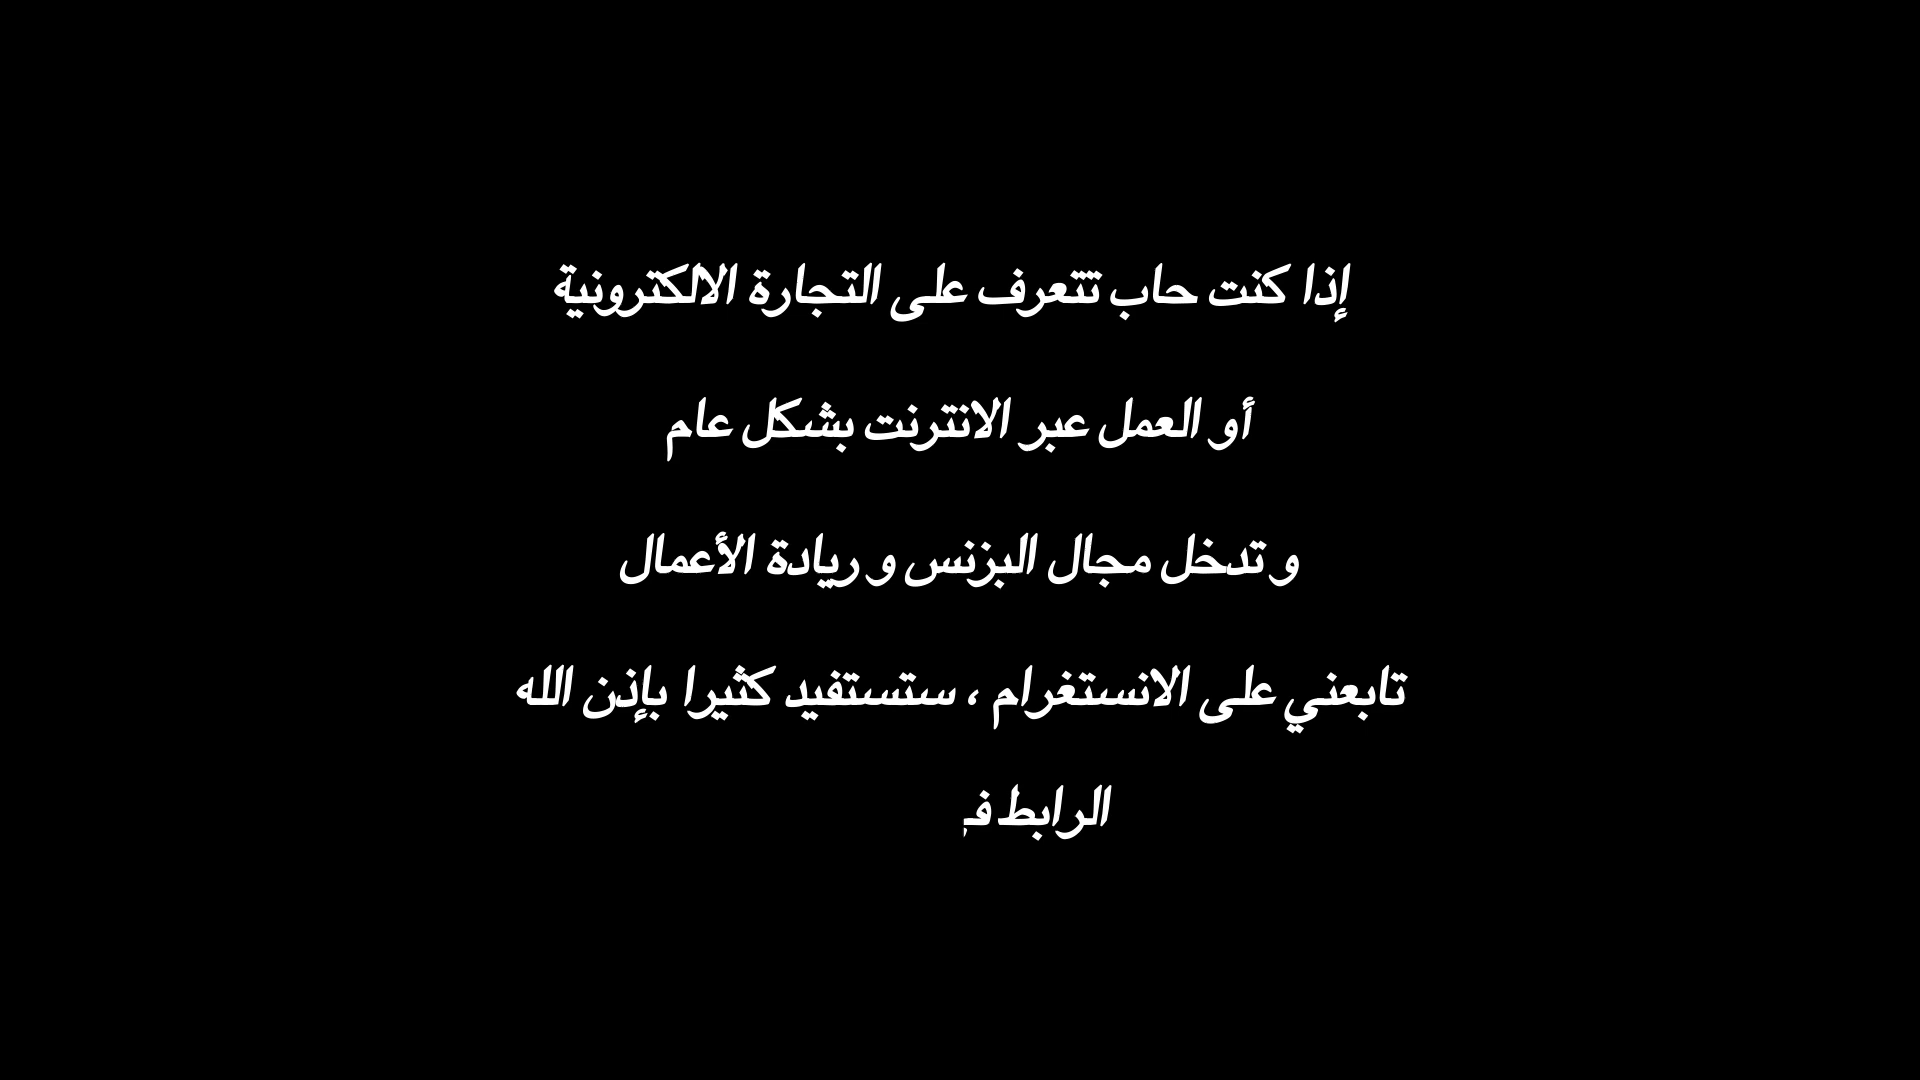 إذا كنت حاب تتعرف على التجارة الالكترونية
أو العمل عبر الانترنت بشكل عام
و تدخل مجال البزنس و ريادة الأعمال
تابعني على الانستغرام ، ستستفيد كثيرا بإذن الله
الرابط